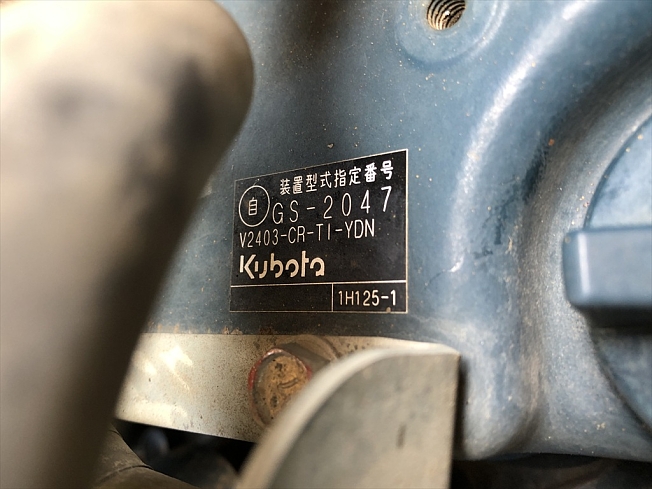 装置型式指定番号
自 GS-2047
V2403-CR-TI-YDN
Kubota
1H125-1